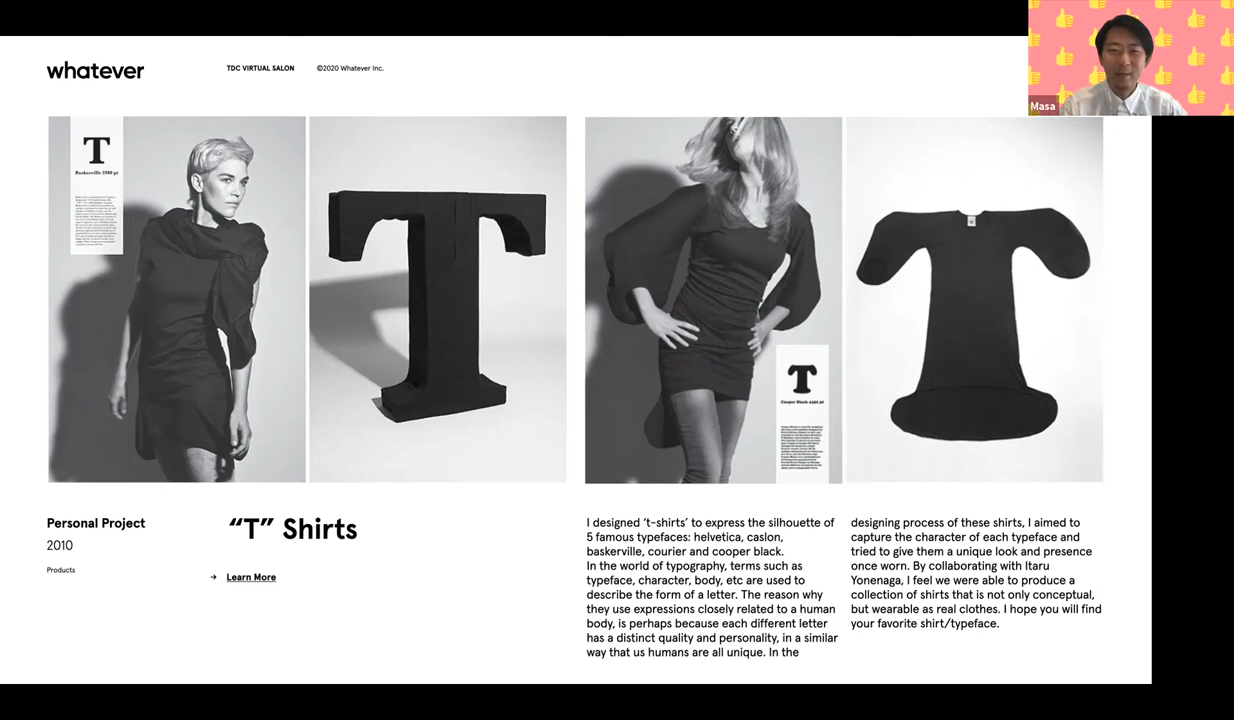 whatever
TDC VIRTUAL SALON
©2020 Whatever Inc.
Masa
T
Baskerville 3980 pt
T
Cooper Black
Personal Project
2010
Products
“T” Shirts
→ Learn More
I designed ‘t-shirts’ to express the silhouette of
5 famous typefaces: helvetica, caslon,
baskerville, courier and cooper black.
In the world of typography, terms such as
typeface, character, body, etc are used to
describe the form of a letter. The reason why
they use expressions closely related to a human
body, is perhaps because each different letter
has a distinct quality and personality, in a similar
way that us humans are all unique. In the
designing process of these shirts, I aimed to
capture the character of each typeface and
tried to give them a unique look and presence
once worn. By collaborating with Itaru
Yonenaga, I feel we were able to produce a
collection of shirts that is not only conceptual,
but wearable as real clothes. I hope you will find
your favorite shirt/typeface.